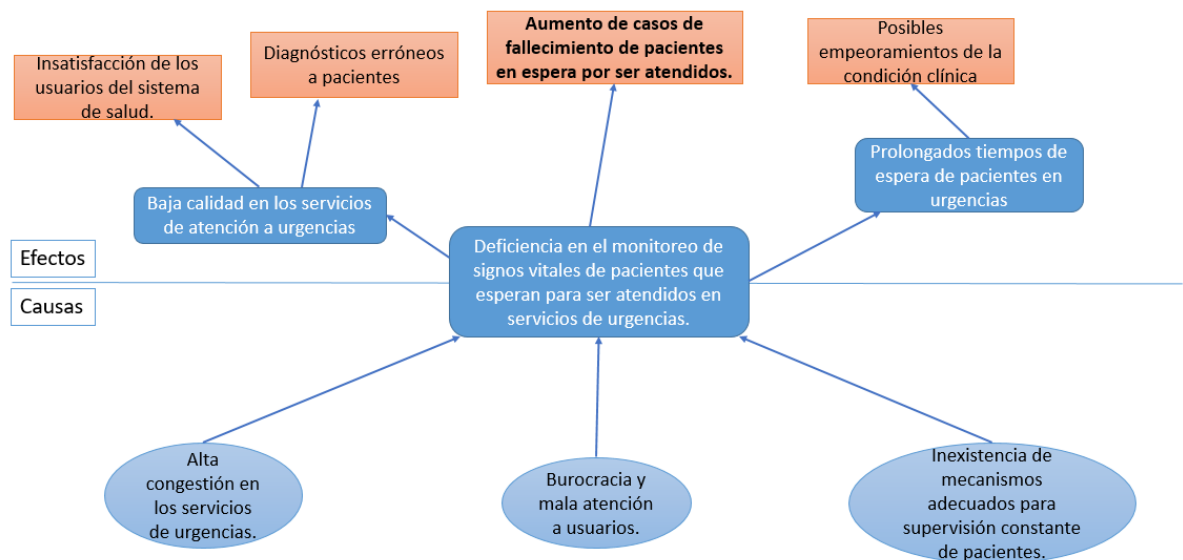 Insatisfacción de los
usuarios del sistema
de salud.
Diagnósticos erróneos
a pacientes
Aumento de casos de
fallecimiento de pacientes
en espera por ser atendidos.
Posibles
empeoramientos de la
condición clínica
Baja calidad en los servicios
de atención a urgencias
Prolongados tiempos de
espera de pacientes en
urgencias
Deficiencia en el monitoreo de
signos vitales de pacientes que
esperan para ser atendidos en
servicios de urgencias.
Efectos
Causas
Alta
congestión en
los servicios
de urgencias.
Burocracia y
mala atención
a usuarios.
Inexistencia de
mecanismos
adecuados para
supervisión constante
de pacientes.